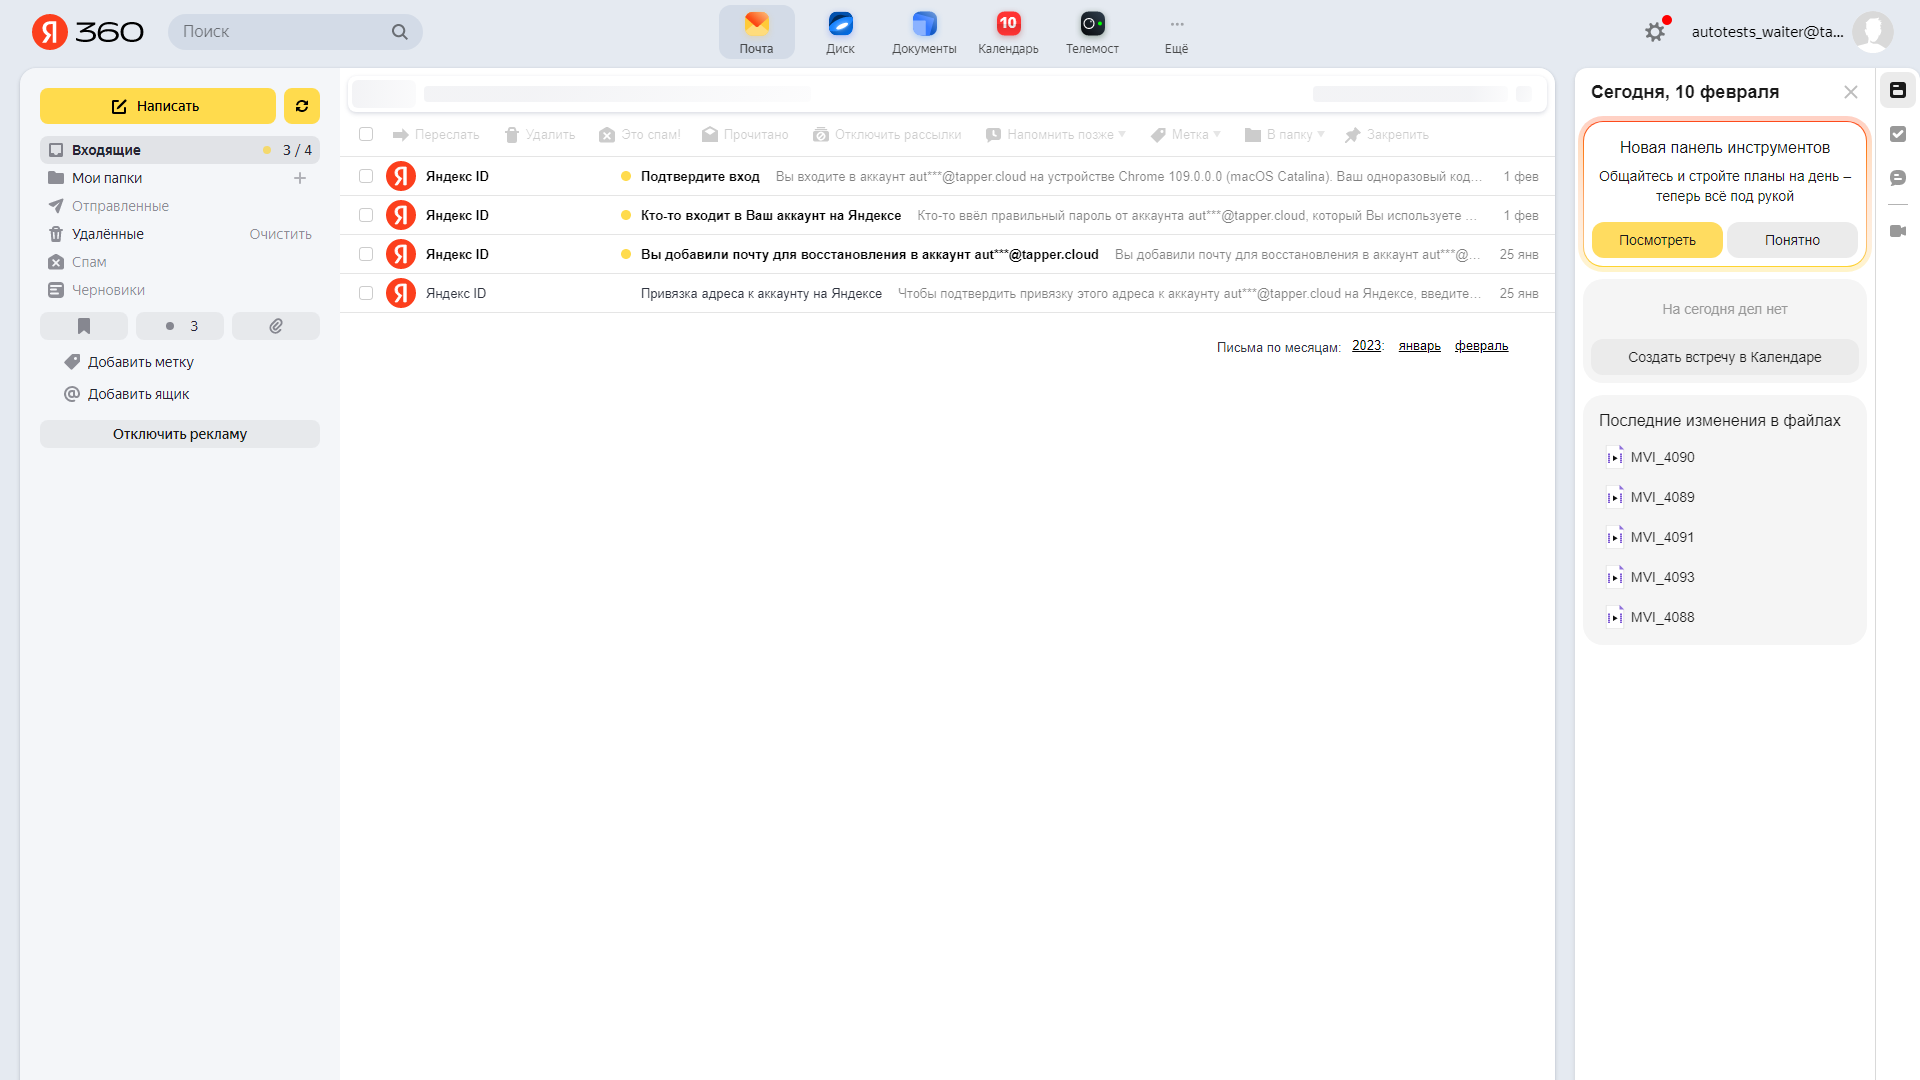 Я 360
Поиск
Почта
Диск
Документы
10
Календарь
Телемост
Ещё
autotests_waiter@ta...
Написать
Входящие 3 / 4
Мои папки
Отправленные
Удалённые Очистить
Спам
Черновики
3
Добавить метку
Добавить ящик
Отключить рекламу
Переслать Удалить Это спам! Прочитано Отключить рассылки Напомнить позже Метка В папку Закрепить
Я Яндекс ID Подтвердите вход Вы входите в аккаунт aut***@tapper.cloud на устройстве Chrome 109.0.0.0 (macOS Catalina). Ваш одноразовый код... 1 фев
Я Яндекс ID Кто-то входит в Ваш аккаунт на Яндексе Кто-то ввёл правильный пароль от аккаунта aut***@tapper.cloud, который Вы используете ... 1 фев
Я Яндекс ID Вы добавили почту для восстановления в аккаунт aut***@tapper.cloud Вы добавили почту для восстановления в аккаунт aut***@... 25 янв
Я Яндекс ID Привязка адреса к аккаунту на Яндексе Чтобы подтвердить привязку этого адреса к аккаунту aut***@tapper.cloud на Яндексе, введите... 25 янв
Письма по месяцам: 2023: январь февраль
Сегодня, 10 февраля
Новая панель инструментов
Общайтесь и стройте планы на день –
теперь всё под рукой
Посмотреть Понятно
На сегодня дел нет
Создать встречу в Календаре
Последние изменения в файлах
MVI_4090
MVI_4089
MVI_4091
MVI_4093
MVI_4088